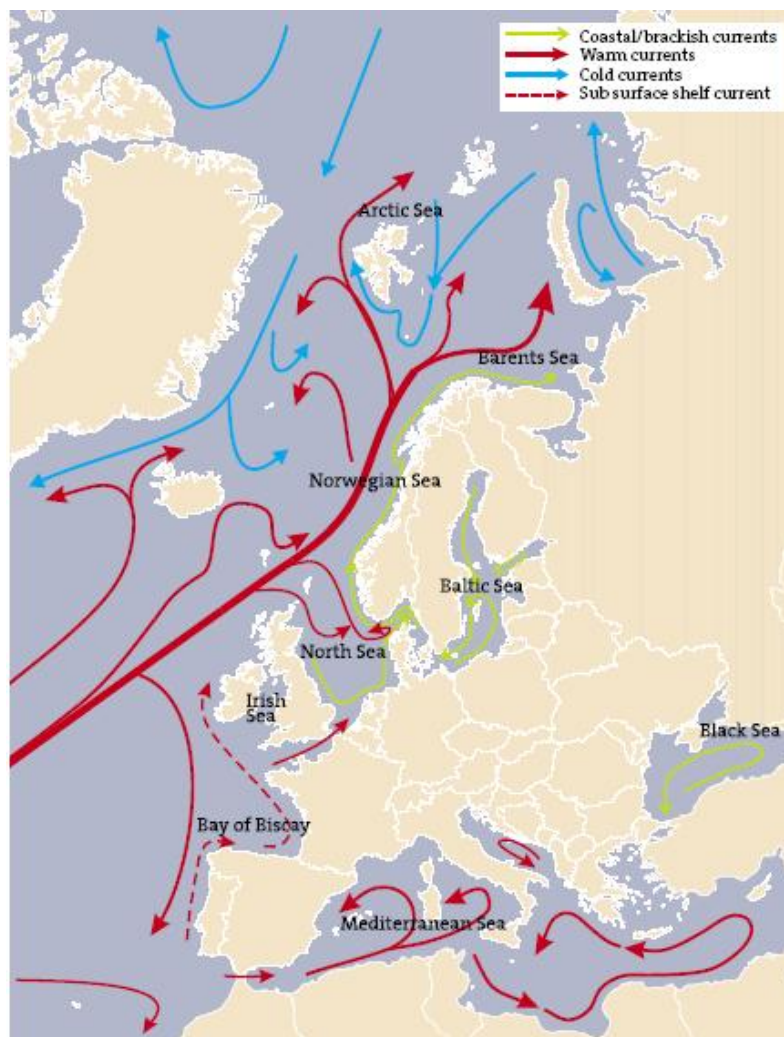 Coastal/brackish currents
Warm currents
Cold currents
Sub surface shelf current
Arctic Sea
Barents Sea
Norwegian Sea
Baltic Sea
North Sea
Irish
Sea
Black Sea
Bay of Biscay
Mediterranean Sea